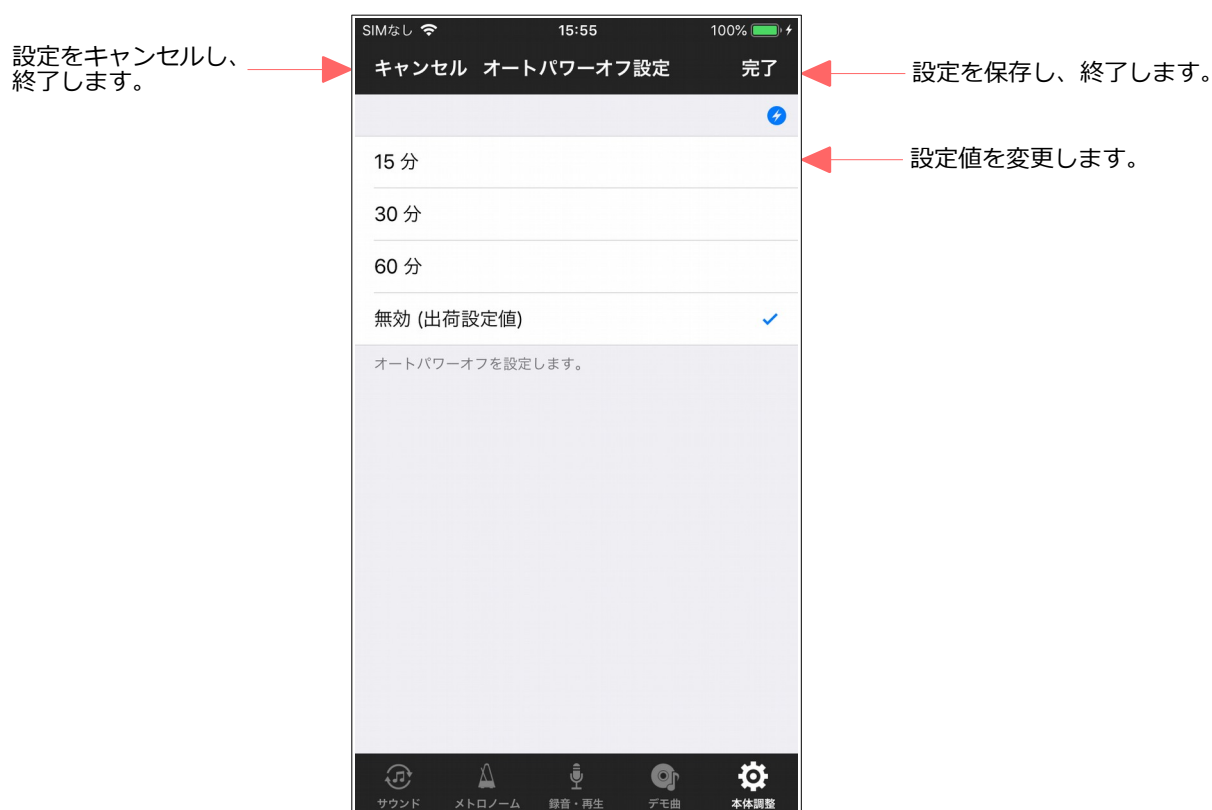 SIMなし 15:55 100%
設定をキャンセルし、
終了します。
キャンセル オートパワーオフ設定 完了
設定を保存し、終了します。
15 分
設定値を変更します。
30 分
60 分
無効 (出荷設定値)
オートパワーオフを設定します。
サウンド メトロノーム 録音・再生 デモ曲 本体調整